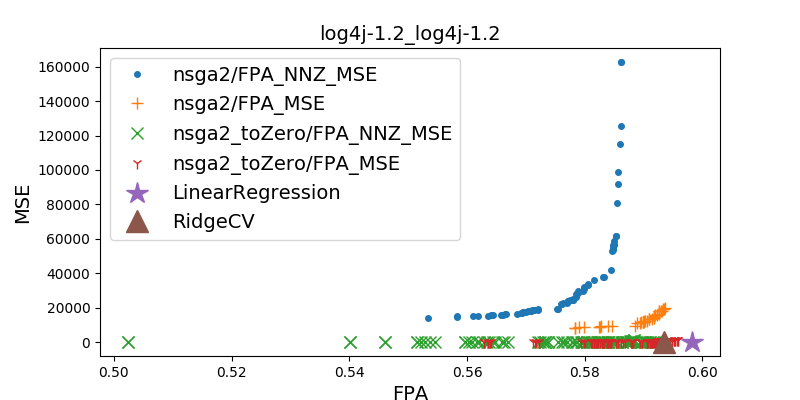 log4j-1.2_log4j-1.2
160000
140000
120000
100000
80000
60000
40000
20000
0
MSE
nsga2/FPA_NNZ_MSE
nsga2/FPA_MSE
nsga2_toZero/FPA_NNZ_MSE
nsga2_toZero/FPA_MSE
LinearRegression
RidgeCV
0.50 0.52 0.54 0.56 0.58 0.60
FPA